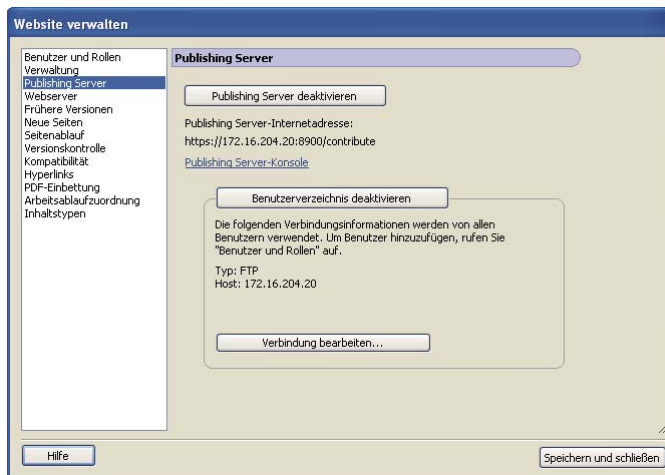 Website verwalten
Benutzer und Rollen
Verwaltung
Publishing Server
Webserver
Frühere Versionen
Neue Seiten
Seitenablauf
Versionskontrolle
Kompatibilität
Hyperlinks
PDF-Einbettung
Arbeitsablaufzuordnung
Inhaltstypen
Publishing Server
Publishing Server deaktivieren
Publishing Server-Internetadresse:
https://172.16.204.20:8900/contribute
Publishing Server-Konsole
Benutzerverzeichnis deaktivieren
Die folgenden Verbindungsinformationen werden von allen
Benutzern verwendet. Um Benutzer hinzuzufügen, rufen Sie
"Benutzer und Rollen" auf.
Typ: FTP
Host: 172.16.204.20
Verbindung bearbeiten...
Hilfe
Speichern und schließen